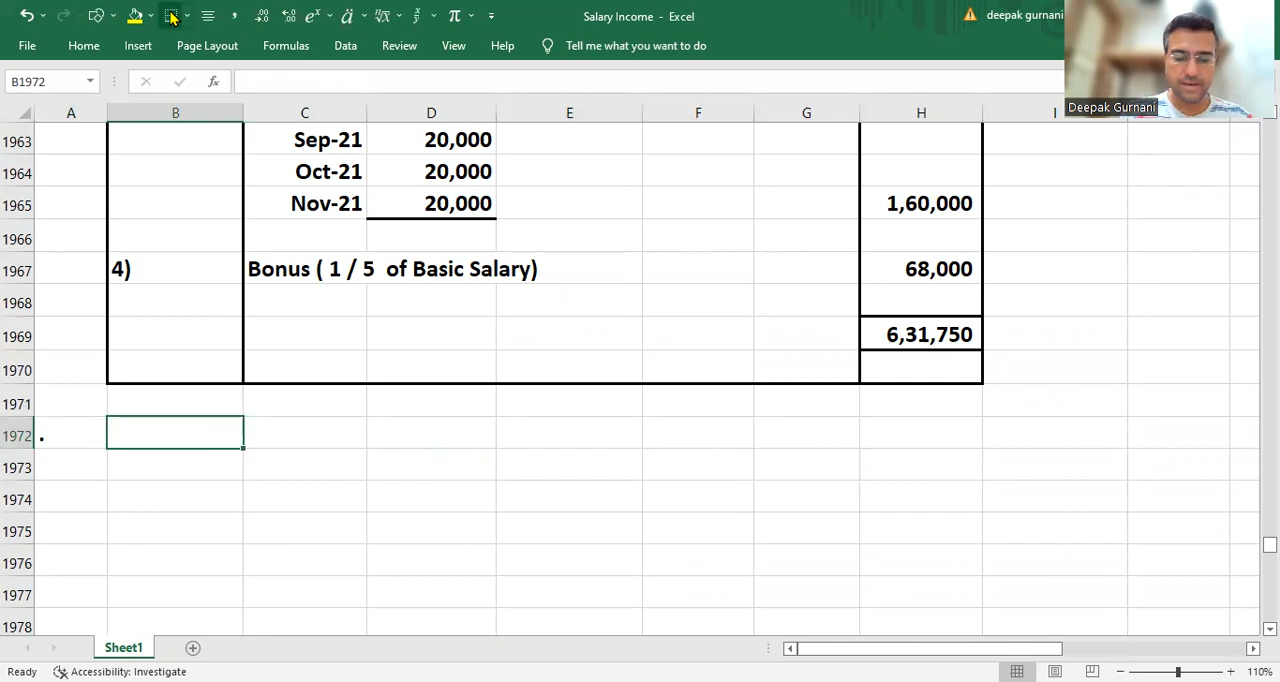 Salary Income - Excel
deepak gurnani
File Home Insert Page Layout Formulas Data Review View Help Tell me what you want to do
B1972
fx
Deepak Gurnani
A B C D E F G H I
1963 Sep-21 20,000
1964 Oct-21 20,000
1965 Nov-21 20,000 1,60,000
1966
1967 4) Bonus ( 1 / 5 of Basic Salary) 68,000
1968
1969 6,31,750
1970
1971
1972 .
1973
1974
1975
1976
1977
1978
Sheet1
Ready Accessibility: Investigate 110%